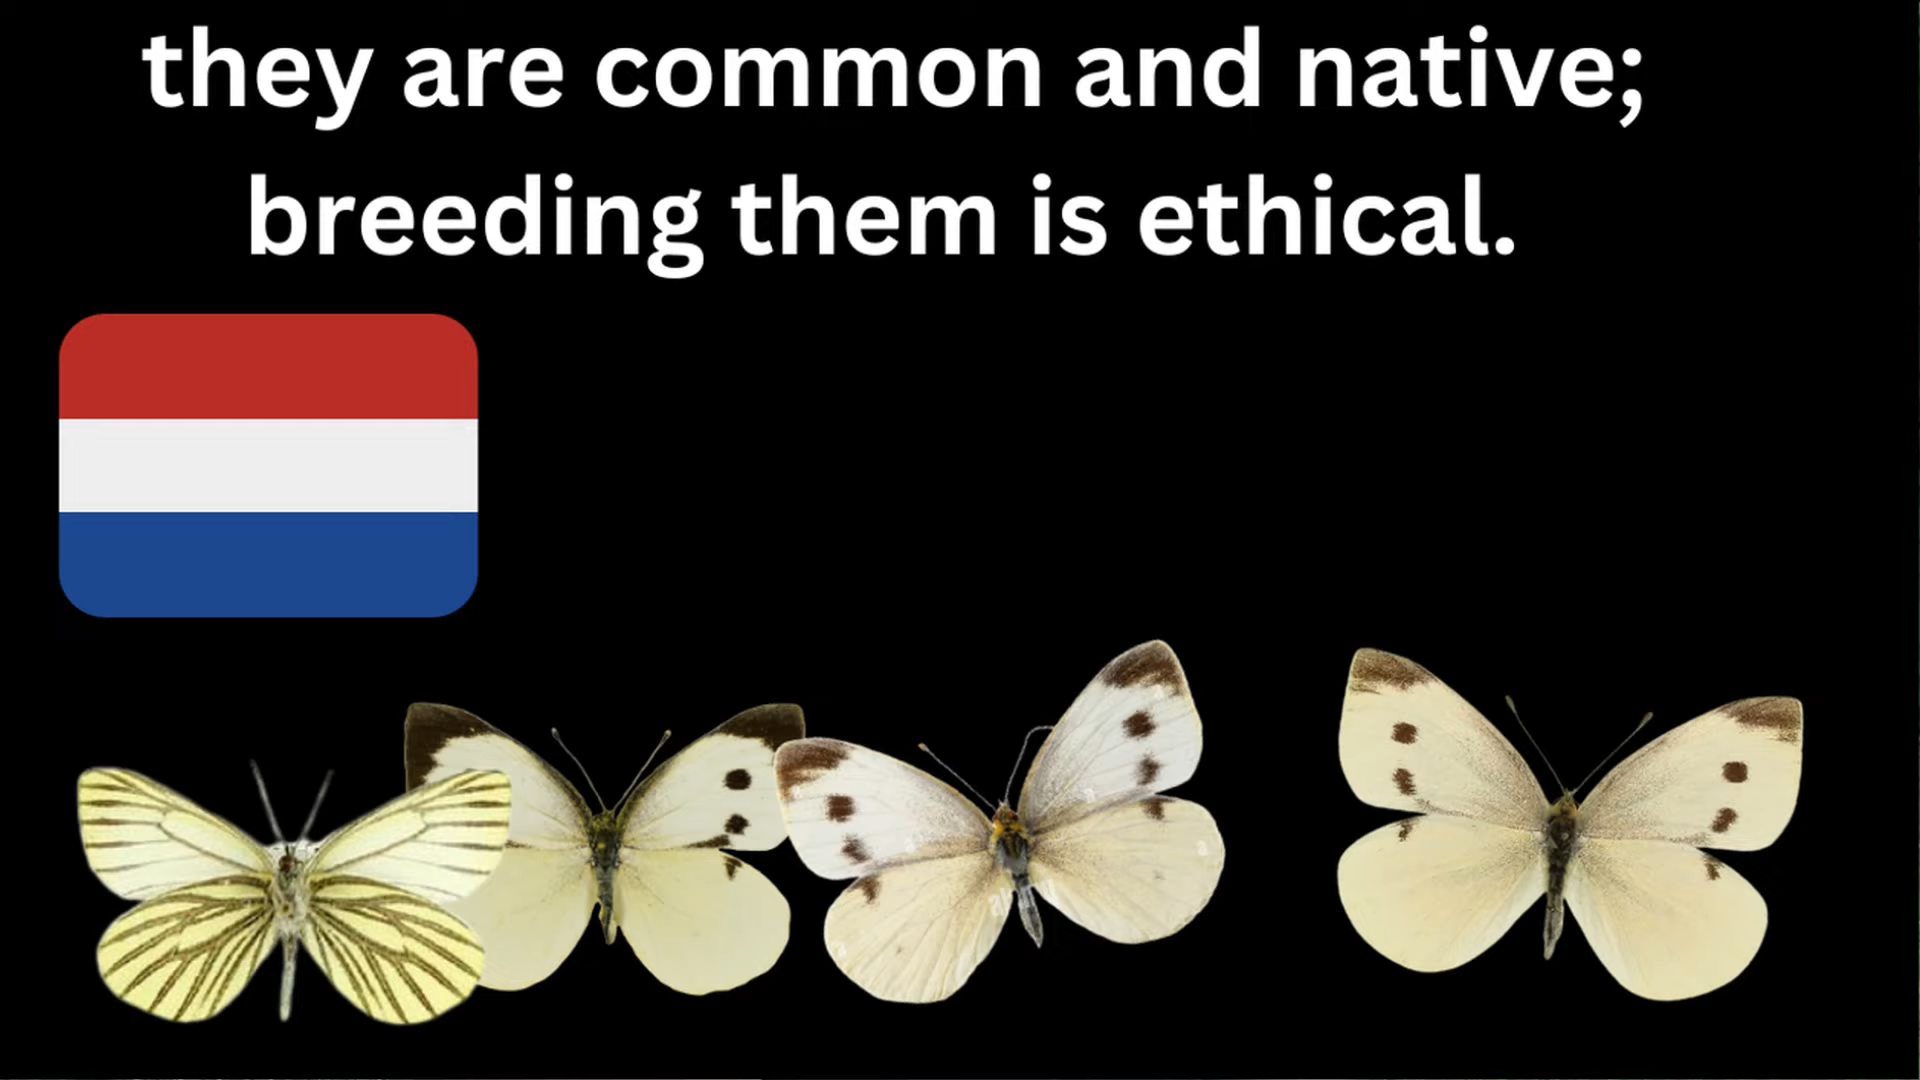 they are common and native;
breeding them is ethical.